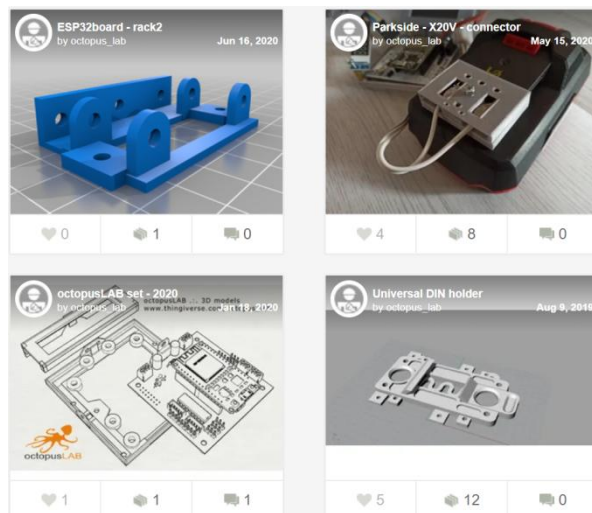 ESP32board - rack2
by octopus_lab Jun 16, 2020
0 1 0
Parkside - X20V - connector
by octopus_lab May 15, 2020
4 8 0
octopusLAB set - 2020
by octopus_lab Jan 18, 2020
octopusLAB .:. 3D models
www.thingiverse.com
octopusLAB
1 1 1
Universal DIN holder
by octopus_lab Aug 9, 2019
5 12 0